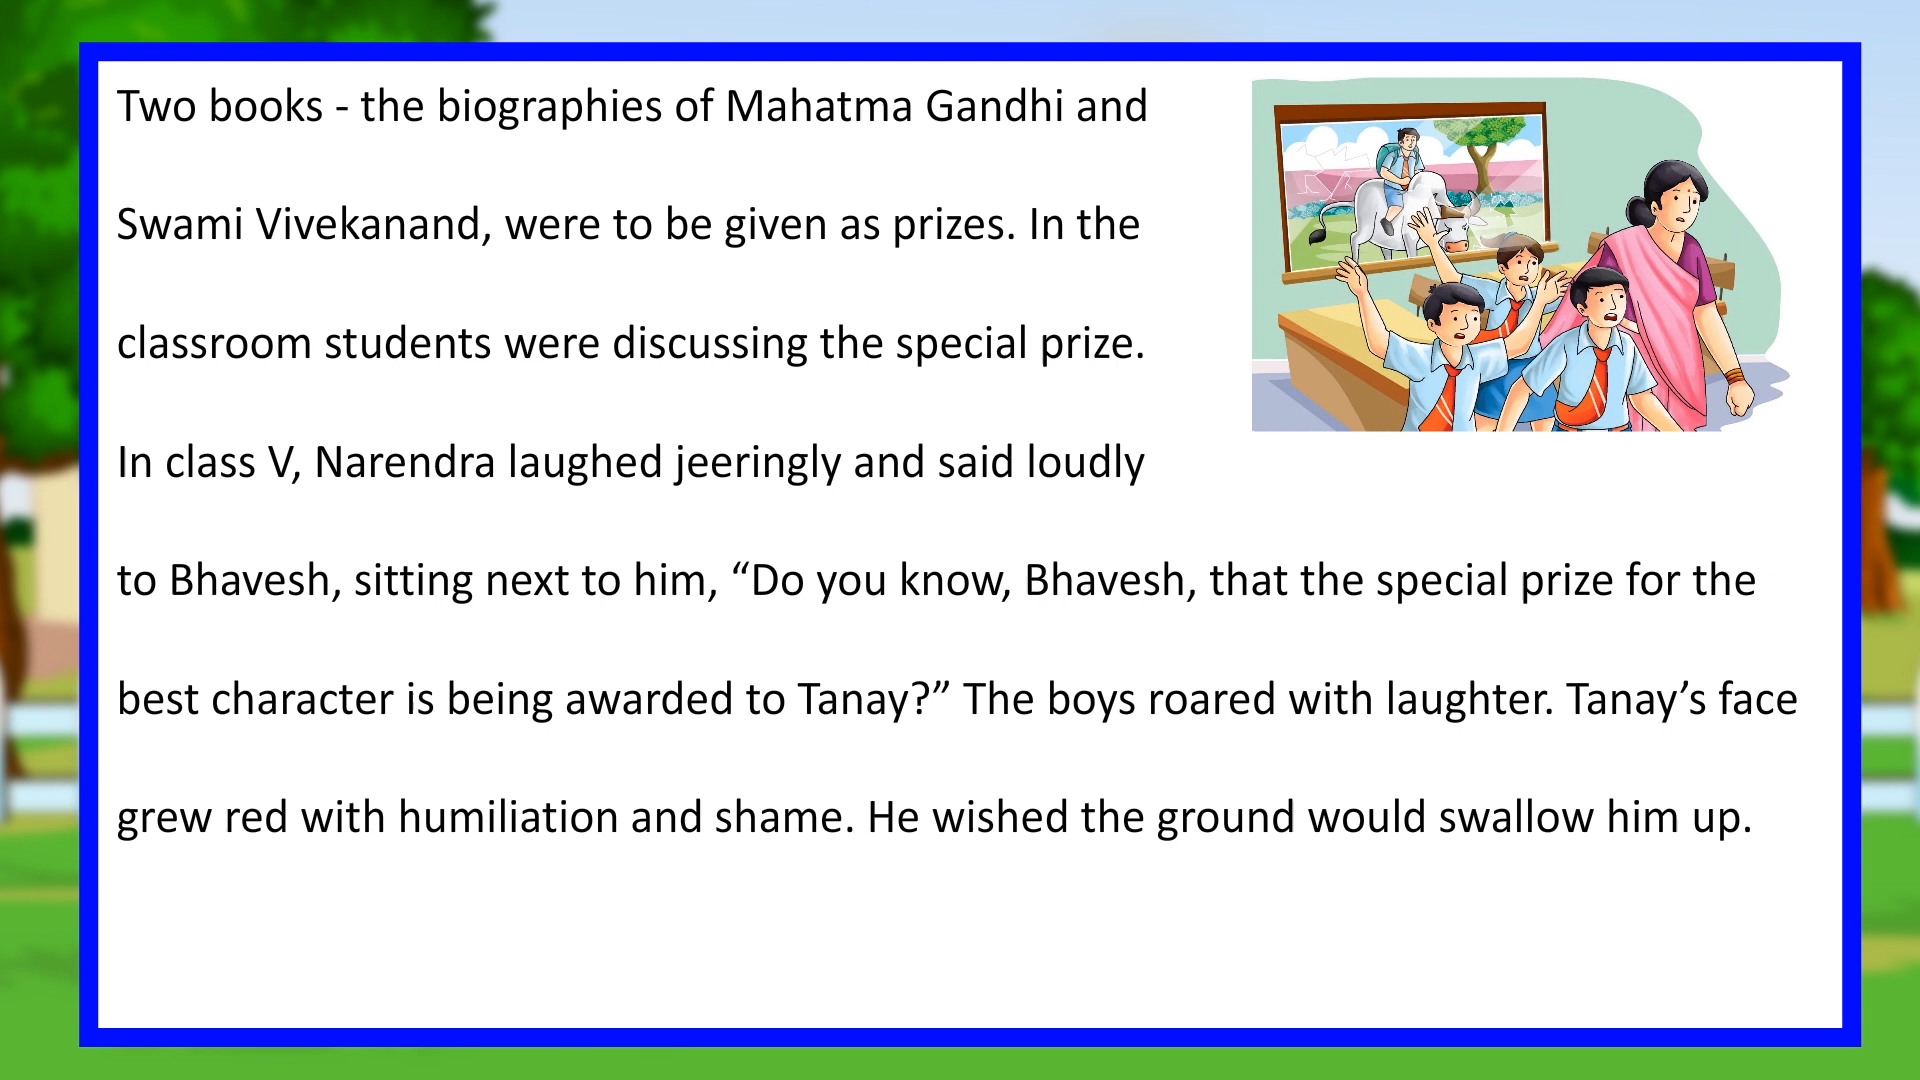 Two books - the biographies of Mahatma Gandhi and
Swami Vivekanand, were to be given as prizes. In the
classroom students were discussing the special prize.
In class V, Narendra laughed jeeringly and said loudly
to Bhavesh, sitting next to him, “Do you know, Bhavesh, that the special prize for the
best character is being awarded to Tanay?” The boys roared with laughter. Tanay’s face
grew red with humiliation and shame. He wished the ground would swallow him up.